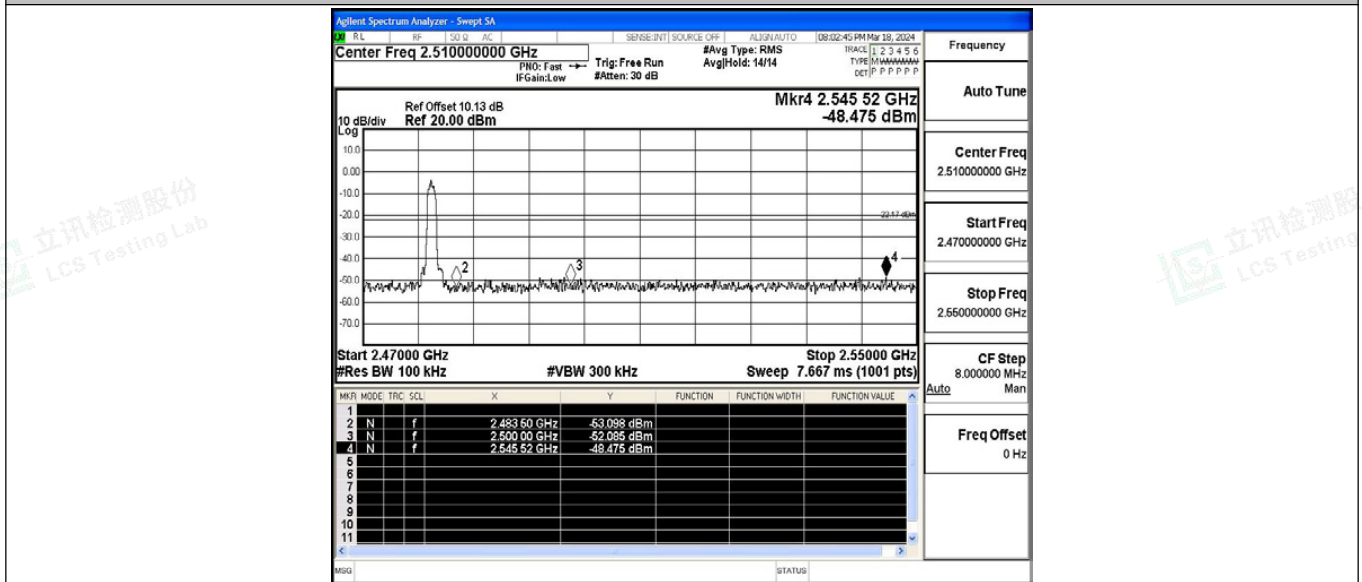 Agilent Spectrum Analyzer - Swept SA
RL RF 50 Ω AC SENSE:INT SOURCE OFF ALIGNAUTO 08:02:45 PM Mar 18, 2024
Center Freq 2.510000000 GHz
#Avg Type: RMS
TRACE 1 2 3 4 5 6
PNO: Fast Trig: Free Run Avg|Hold: 14/14
TYPE M
IFGain:Low #Atten: 30 dB
DET P P P P P P
Ref Offset 10.13 dB
Mkr4 2.545 52 GHz
10 dB/div Ref 20.00 dBm
-48.475 dBm
Log
10.0
0.00
-10.0
-20.0
-30.0
-40.0
-50.0
-60.0
-70.0
2
3
4
Start 2.47000 GHz Stop 2.55000 GHz
#Res BW 100 kHz #VBW 300 kHz Sweep 7.667 ms (1001 pts)
MKR MODE TRC SCL X Y FUNCTION FUNCTION WIDTH FUNCTION VALUE
1
2 N f 2.483 50 GHz -53.098 dBm
3 N f 2.500 00 GHz -52.085 dBm
4 N f 2.545 52 GHz -48.475 dBm
5
6
7
8
9
10
11
MSG STATUS
Frequency
Auto Tune
Center Freq
2.510000000 GHz
Start Freq
2.470000000 GHz
Stop Freq
2.550000000 GHz
CF Step
8.000000 MHz
Auto Man
Freq Offset
0 Hz
立讯检测股份
LCS Testing Lab
立讯检测股
LCS Testing